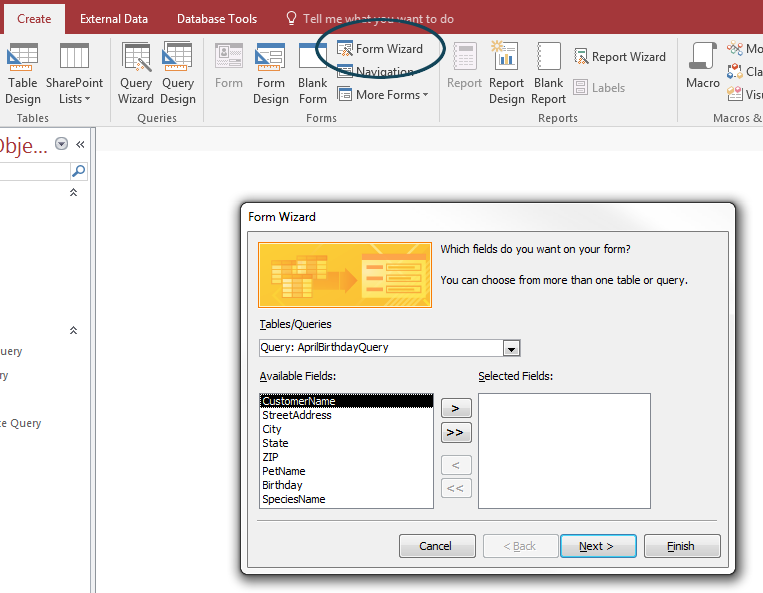 Create External Data Database Tools Tell me what you want to do
Form Wizard
Table Design SharePoint Lists Query Wizard Query Design Form Form Design Blank Form Navigation More Forms Report Report Design Blank Report Report Wizard Labels Macro Mo Cla Visu
Tables Queries Forms Reports Macros &
Obje... «
Form Wizard
Which fields do you want on your form?
You can choose from more than one table or query.
Tables/Queries
Query: AprilBirthdayQuery
Available Fields: Selected Fields:
CustomerName >
StreetAddress
City >>
State
ZIP <
PetName
Birthday <<
SpeciesName
uery
ry
te Query
Cancel < Back Next > Finish